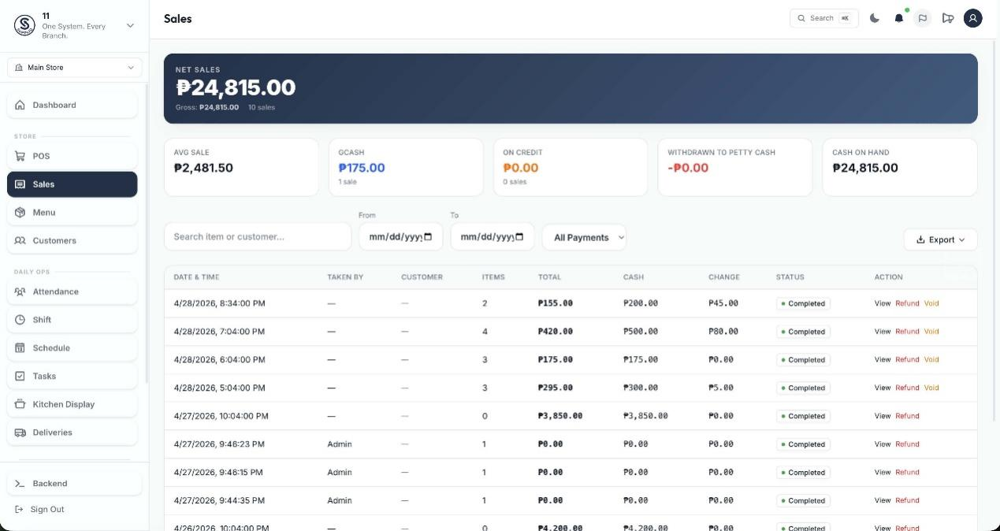 SUPPLIES
11
One System. Every
Branch.
Main Store
Dashboard
STORE
POS
Sales
Menu
Customers
DAILY OPS
Attendance
Shift
Schedule
Tasks
Kitchen Display
Deliveries
Backend
Sign Out
Sales
Search ⌘K
NET SALES
₱24,815.00
Gross: ₱24,815.00 10 sales
AVG SALE
₱2,481.50
GCASH
₱175.00
1 sale
ON CREDIT
₱0.00
0 sales
WITHDRAWN TO PETTY CASH
-₱0.00
CASH ON HAND
₱24,815.00
From To
Search item or customer... mm/dd/yyyy mm/dd/yyyy All Payments Export
DATE & TIME TAKEN BY CUSTOMER ITEMS TOTAL CASH CHANGE STATUS ACTION
4/28/2026, 8:34:00 PM — — 2 ₱155.00 ₱200.00 ₱45.00 Completed View Refund Void
4/28/2026, 7:04:00 PM — — 4 ₱420.00 ₱500.00 ₱80.00 Completed View Refund Void
4/28/2026, 6:04:00 PM — — 3 ₱175.00 ₱175.00 ₱0.00 Completed View Refund Void
4/28/2026, 5:04:00 PM — — 3 ₱295.00 ₱300.00 ₱5.00 Completed View Refund Void
4/27/2026, 10:04:00 PM — — 0 ₱3,850.00 ₱3,850.00 ₱0.00 Completed View Refund
4/27/2026, 9:46:23 PM Admin — 1 ₱0.00 ₱0.00 ₱0.00 Completed View Refund
4/27/2026, 9:46:15 PM Admin — 1 ₱0.00 ₱0.00 ₱0.00 Completed View Refund
4/27/2026, 9:44:35 PM Admin — 1 ₱0.00 ₱0.00 ₱0.00 Completed View Refund
4/26/2026, 10:04:00 PM — — 0 ₱4,200.00 ₱4,200.00 ₱0.00 Completed View Refund